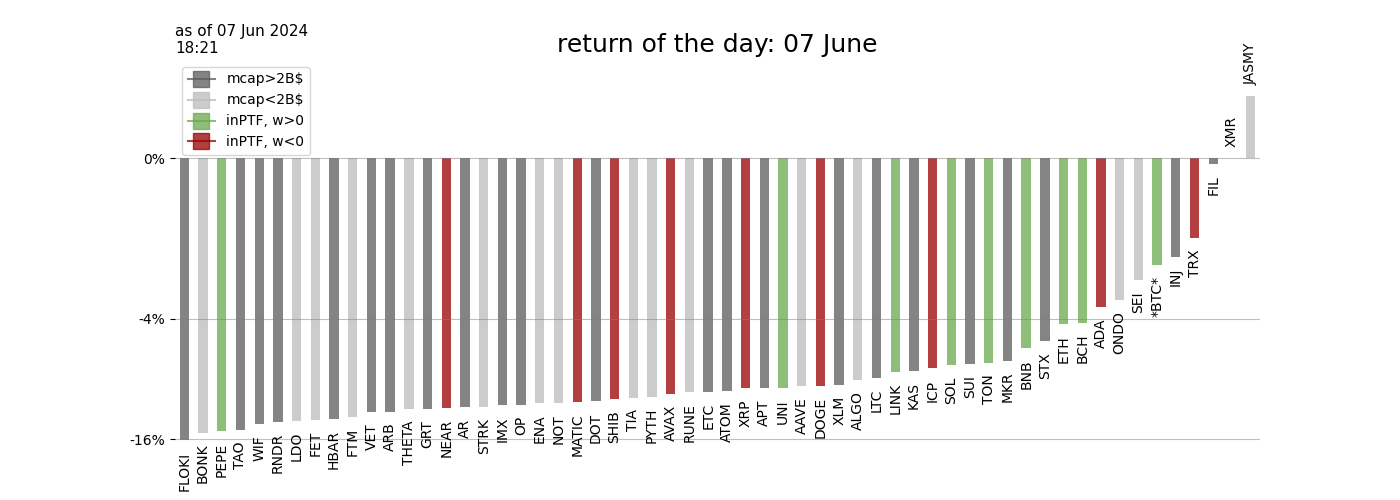 as of 07 Jun 2024
18:21
return of the day: 07 June
mcap>2B$
mcap<2B$
inPTF, w>0
inPTF, w<0
0%
-4%
-16%
FLOKI
BONK
PEPE
TAO
WIF
RNDR
LDO
FET
HBAR
FTM
VET
ARB
THETA
GRT
NEAR
AR
STRK
IMX
OP
ENA
NOT
MATIC
DOT
SHIB
TIA
PYTH
AVAX
RUNE
ETC
ATOM
XRP
APT
UNI
AAVE
DOGE
XLM
ALGO
LTC
LINK
KAS
ICP
SOL
SUI
TON
MKR
BNB
STX
ETH
BCH
ADA
ONDO
SEI
*BTC*
INJ
TRX
FIL
XMR
JASMY